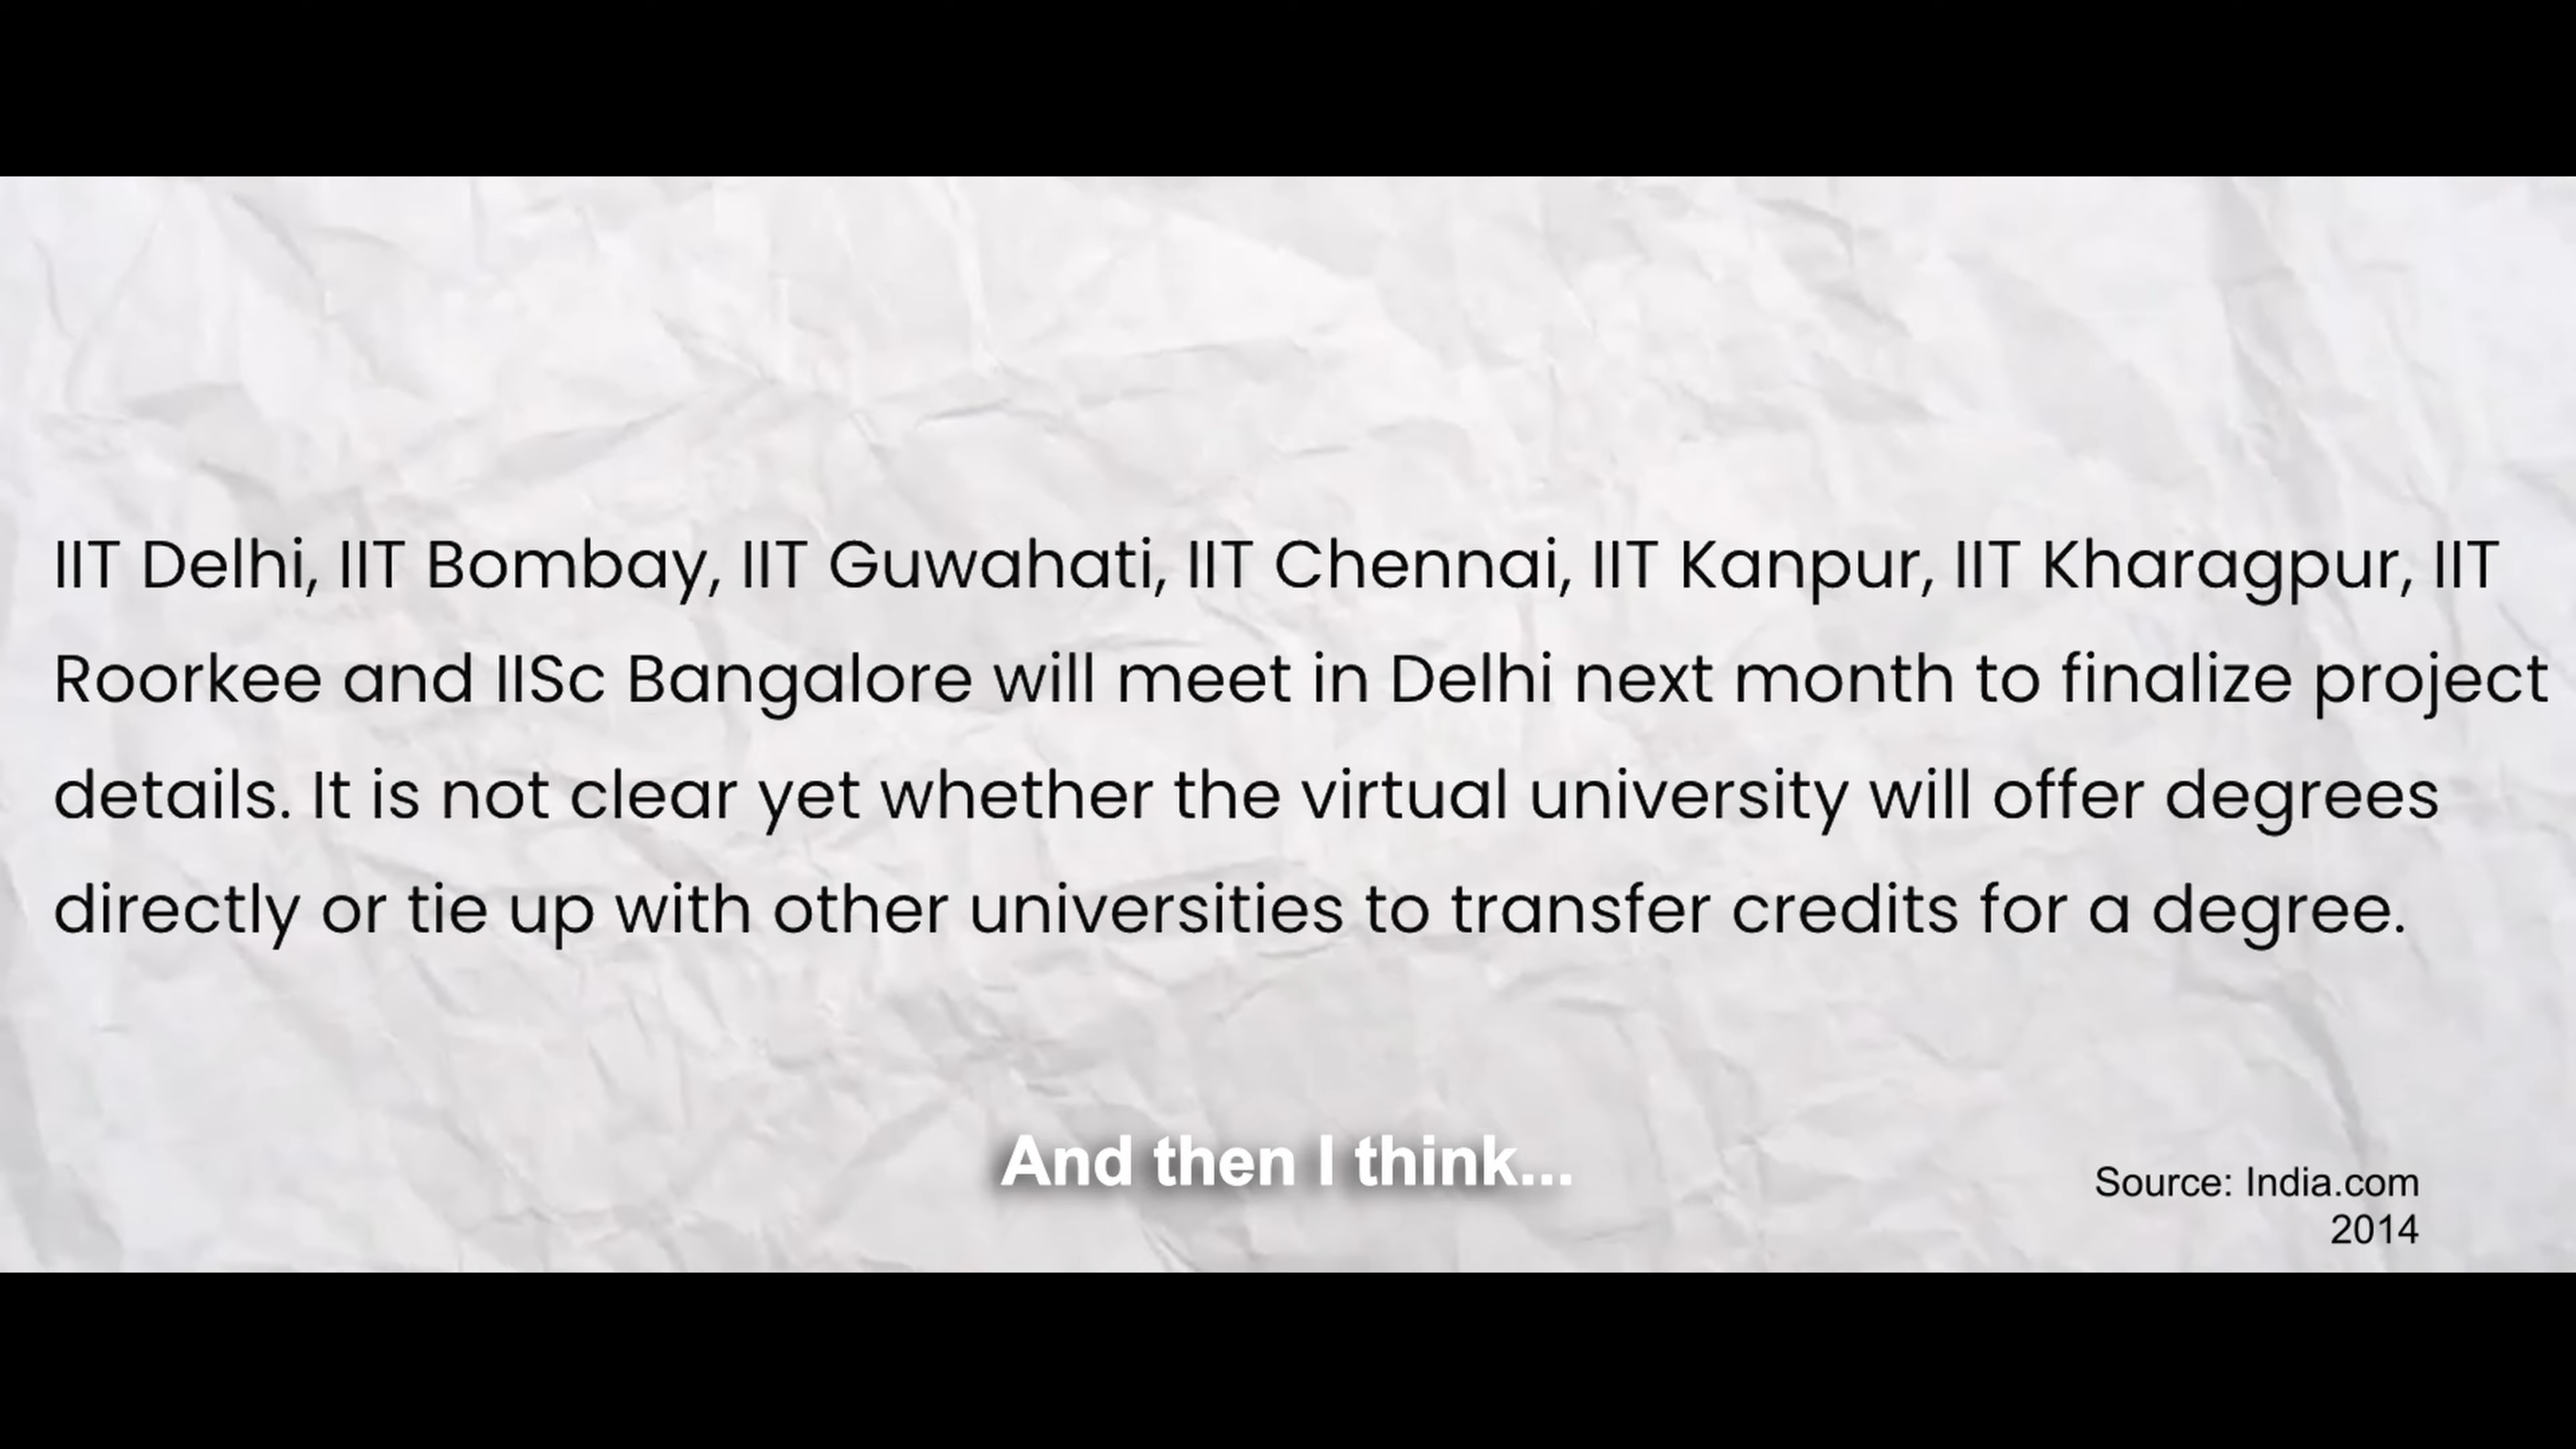 IIT Delhi, IIT Bombay, IIT Guwahati, IIT Chennai, IIT Kanpur, IIT Kharagpur, IIT
Roorkee and IISc Bangalore will meet in Delhi next month to finalize project
details. It is not clear yet whether the virtual university will offer degrees
directly or tie up with other universities to transfer credits for a degree.
And then I think...
Source: India.com
2014